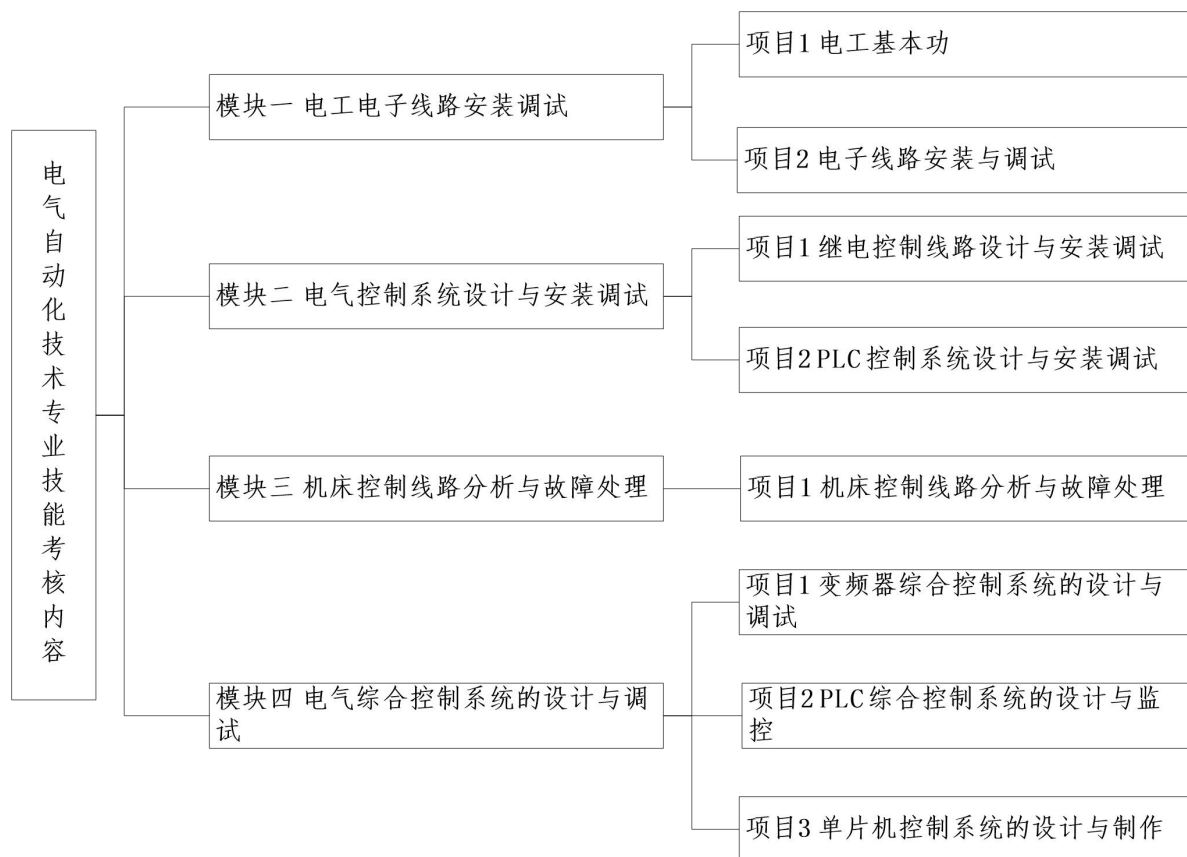 电气自动化技术专业技能考核内容
模块一 电工电子线路安装调试
项目1 电工基本功
项目2 电子线路安装与调试
模块二 电气控制系统设计与安装调试
项目1 继电控制线路设计与安装调试
项目2 PLC 控制系统设计与安装调试
模块三 机床控制线路分析与故障处理
项目1 机床控制线路分析与故障处理
模块四 电气综合控制系统的设计与调
试
项目1 变频器综合控制系统的设计与
调试
项目2 PLC 综合控制系统的设计与监
控
项目3 单片机控制系统的设计与制作